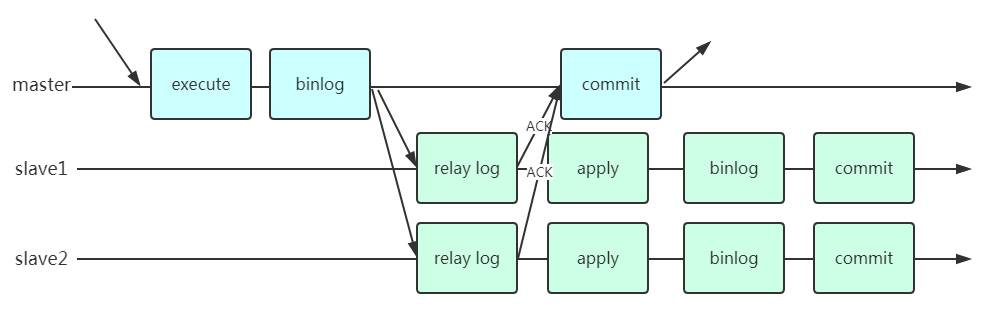 master execute binlog commit
ACK
slave1 relay log ACK apply binlog commit
slave2 relay log apply binlog commit